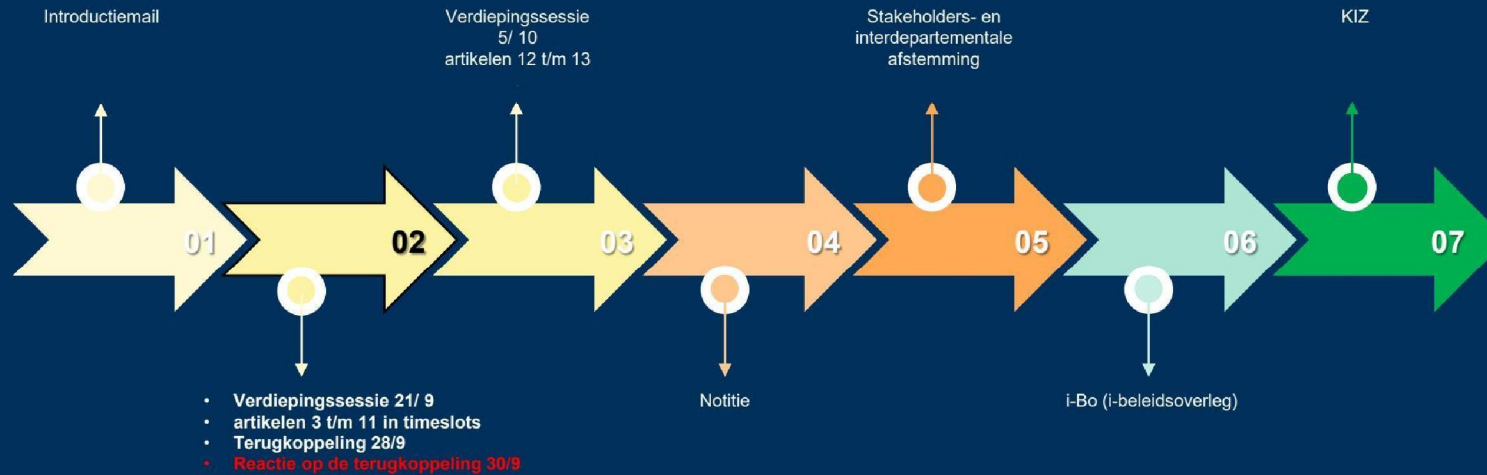 Introductiemail
Verdiepingssessie
5/ 10
artikelen 12 t/m 13
Stakeholders- en
interdepartementale
afstemming
KIZ
01
02
03
04
05
06
07
• Verdiepingssessie 21/ 9
• artikelen 3 t/m 11 in timeslots
• Terugkoppeling 28/9
• Reactie op de terugkoppeling 30/9
Notitie
i-Bo (i-beleidsoverleg)